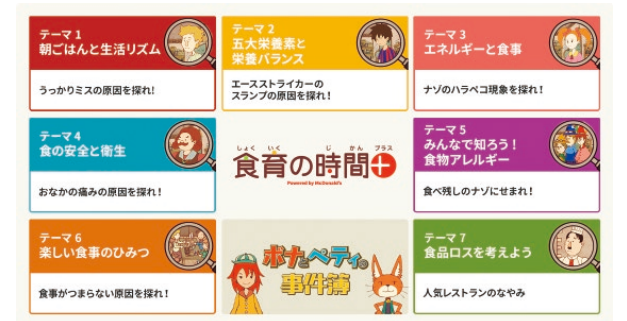 テーマ 1
朝ごはんと生活リズム
うっかりミスの原因を探れ!
テーマ 2
五大栄養素と
栄養バランス
エースストライカーの
スランプの原因を探れ!
テーマ 3
エネルギーと食事
ナゾのハラペコ現象を探れ!
テーマ 4
食の安全と衛生
おなかの痛みの原因を探れ!
しょく いく じ かん プラス
食育の時間+
Powered by McDonald's
テーマ 5
みんなで知ろう!
食物アレルギー
食べ残しのナゾにせまれ!
テーマ 6
楽しい食事のひみつ
食事がつまらない原因を探れ!
ボナとペティの
事件簿
テーマ 7
食品ロスを考えよう
人気レストランのなやみ